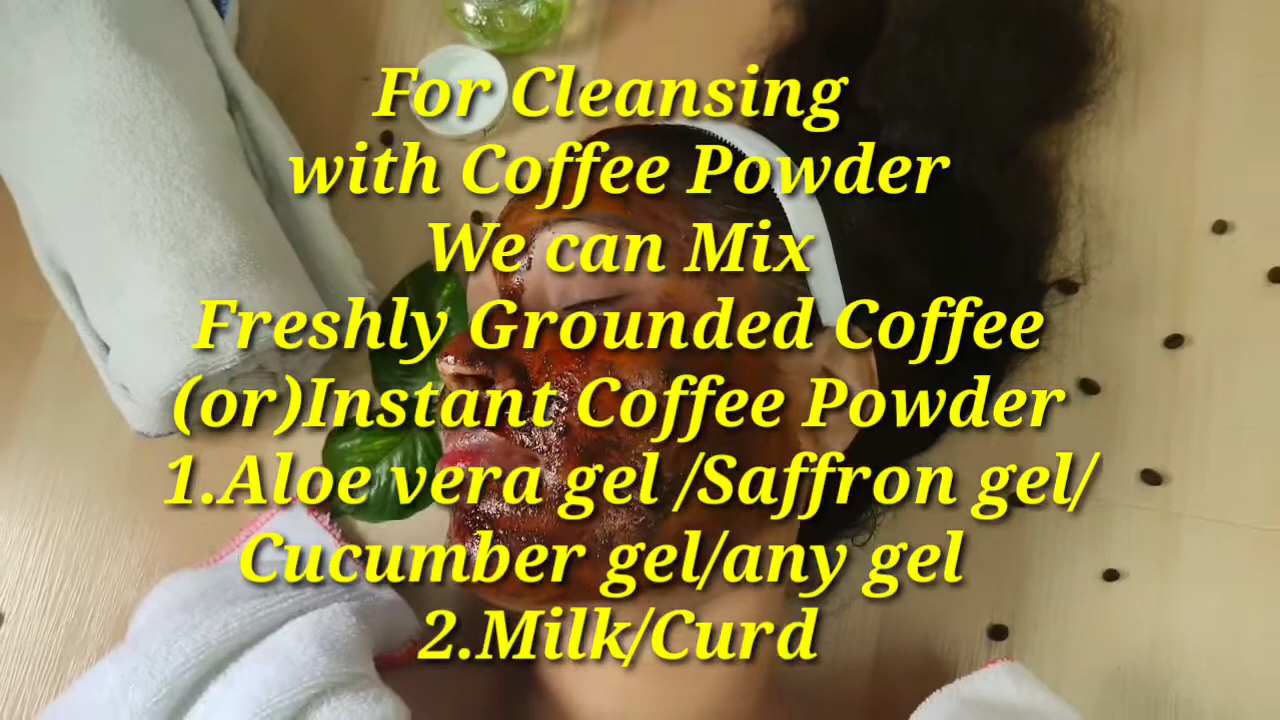 For Cleansing
with Coffee Powder
We can Mix
Freshly Grounded Coffee
(or)Instant Coffee Powder
1.Aloe vera gel /Saffron gel/
Cucumber gel/any gel
2.Milk/Curd